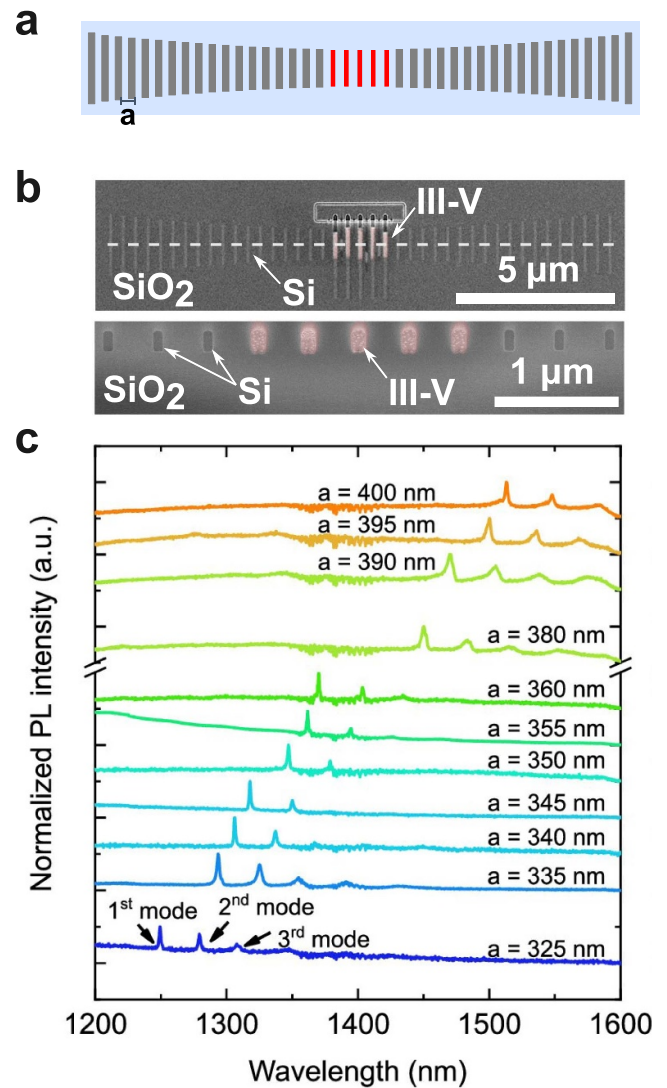 a
a
b
III-V
5 µm
SiO2
Si
SiO2
Si
III-V
1 µm
c
Normalized PL intensity (a.u.)
a = 400 nm
a = 395 nm
a = 390 nm
a = 380 nm
a = 360 nm
a = 355 nm
a = 350 nm
a = 345 nm
a = 340 nm
a = 335 nm
1st mode
2nd mode
3rd mode
a = 325 nm
1200 1300 1400 1500 1600
Wavelength (nm)